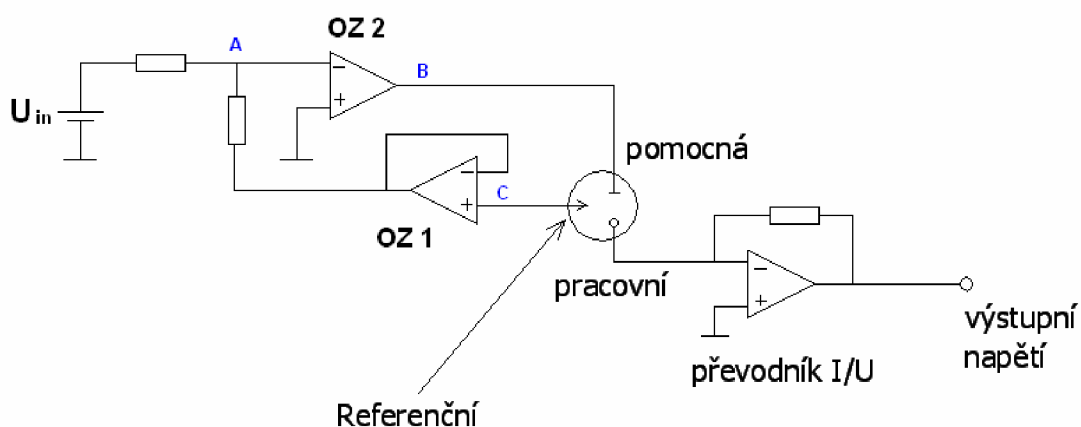 OZ 2
A
B
U in
−
+
pomocná
−
+
C
OZ 1
pracovní
−
+
výstupní
napětí
převodník I/U
Referenční